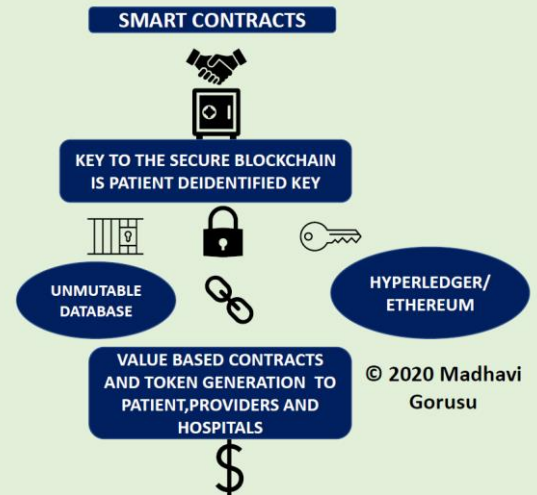 SMART CONTRACTS
KEY TO THE SECURE BLOCKCHAIN
IS PATIENT DEIDENTIFIED KEY
UNMUTABLE
DATABASE
HYPERLEDGER/
ETHEREUM
VALUE BASED CONTRACTS
AND TOKEN GENERATION TO
PATIENT,PROVIDERS AND
HOSPITALS
© 2020 Madhavi
Gorusu
$